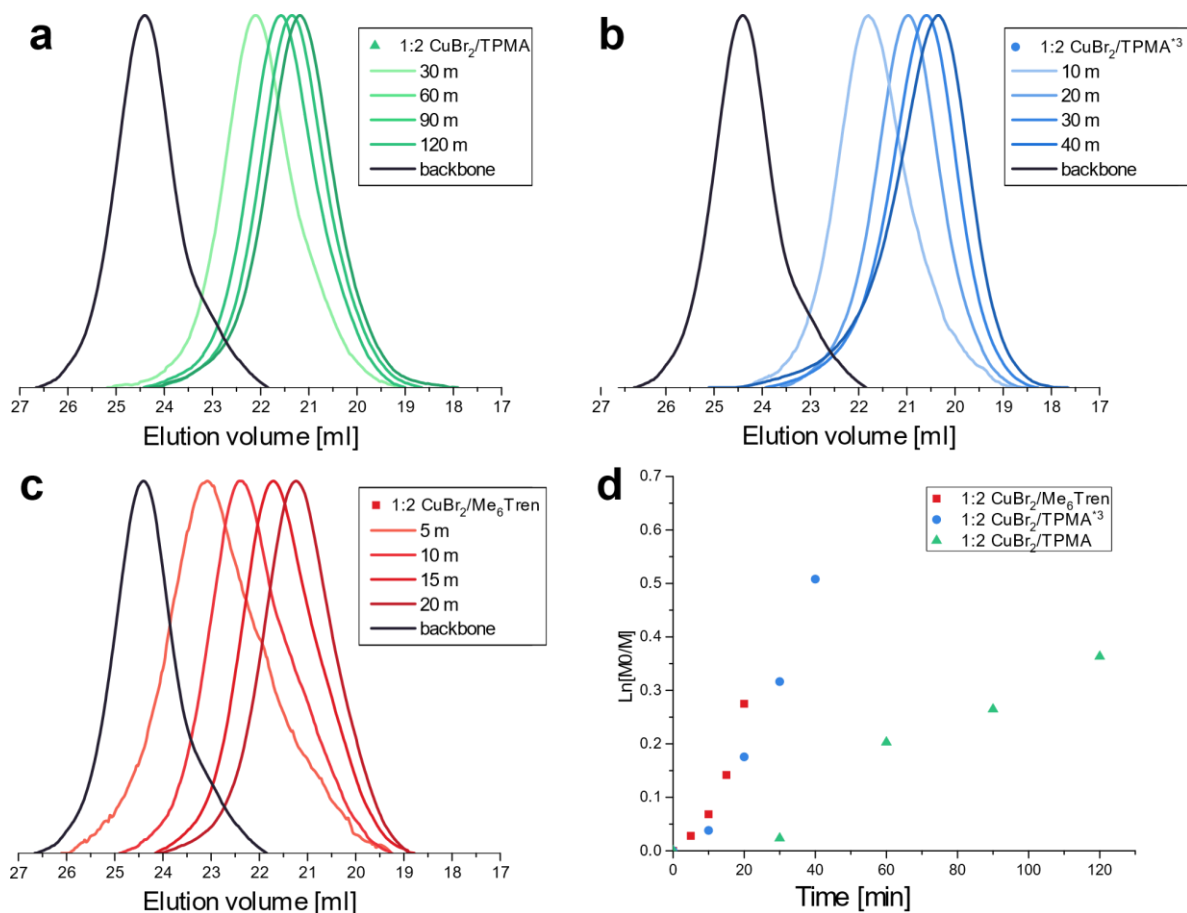 a
1:2 CuBr₂/TPMA
30 m
60 m
90 m
120 m
backbone
27 26 25 24 23 22 21 20 19 18 17
Elution volume [ml]
b
1:2 CuBr₂/TPMA*³
10 m
20 m
30 m
40 m
backbone
27 26 25 24 23 22 21 20 19 18 17
Elution volume [ml]
c
1:2 CuBr₂/Me₆Tren
5 m
10 m
15 m
20 m
backbone
27 26 25 24 23 22 21 20 19 18 17
Elution volume [ml]
d
1:2 CuBr₂/Me₆Tren
1:2 CuBr₂/TPMA*³
1:2 CuBr₂/TPMA
Ln[M0/M]
0.7
0.6
0.5
0.4
0.3
0.2
0.1
0.0
0 20 40 60 80 100 120
Time [min]